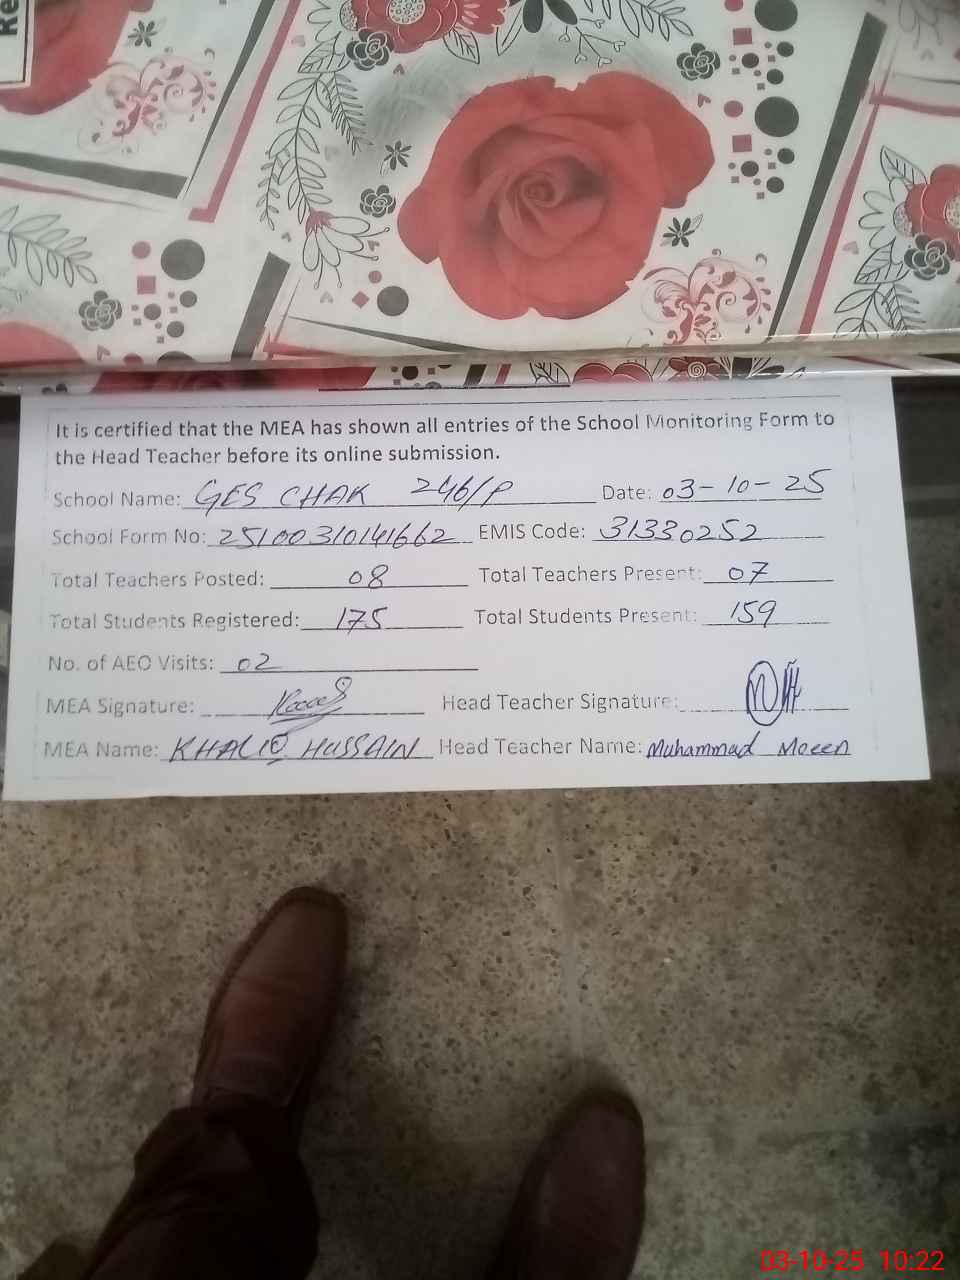 Re
It is certified that the MEA has shown all entries of the School Monitoring Form to
the Head Teacher before its online submission.
School Name: GES CHAK 246/P Date: 03-10-25
School Form No: 25100310141662 EMIS Code: 31330252
Total Teachers Posted: 08 Total Teachers Present: 07
Total Students Registered: 175 Total Students Present: 159
No. of AEO Visits: 02
MEA Signature: Head Teacher Signature:
MEA Name: KHALIQ HUSSAIN Head Teacher Name: Muhammad Moeen
03-10-25 10:22